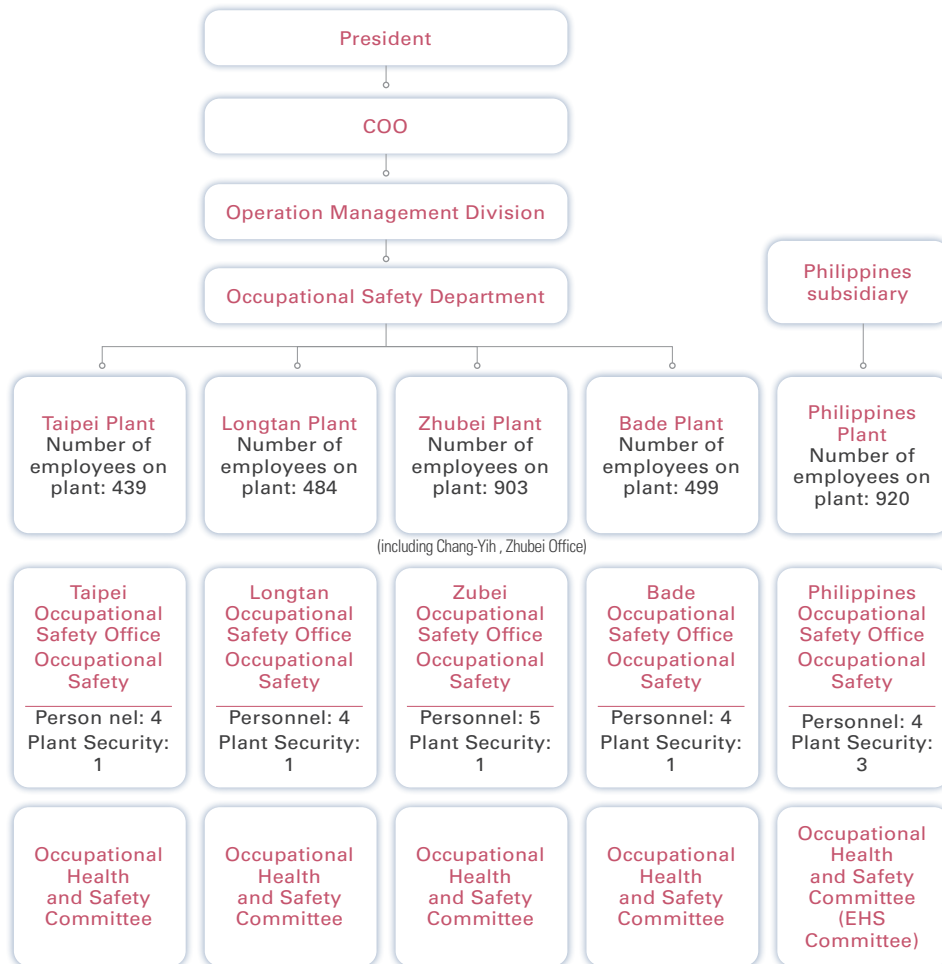 President
COO
Operation Management Division
Occupational Safety Department
Philippines
subsidiary
Taipei Plant
Number of
employees on
plant: 439
Longtan Plant
Number of
employees on
plant: 484
Zhubei Plant
Number of
employees on
plant: 903
Bade Plant
Number of
employees on
plant: 499
Philippines
Plant
Number of
employees on
plant: 920
(including Chang-Yih , Zhubei Office)
Taipei
Occupational
Safety Office
Occupational
Safety
Person nel: 4
Plant Security:
1
Longtan
Occupational
Safety Office
Occupational
Safety
Personnel: 4
Plant Security:
1
Zubei
Occupational
Safety Office
Occupational
Safety
Personnel: 5
Plant Security:
1
Bade
Occupational
Safety Office
Occupational
Safety
Personnel: 4
Plant Security:
1
Philippines
Occupational
Safety Office
Occupational
Safety
Personnel: 4
Plant Security:
3
Occupational
Health
and Safety
Committee
Occupational
Health
and Safety
Committee
Occupational
Health
and Safety
Committee
Occupational
Health
and Safety
Committee
Occupational
Health
and Safety
Committee
(EHS
Committee)